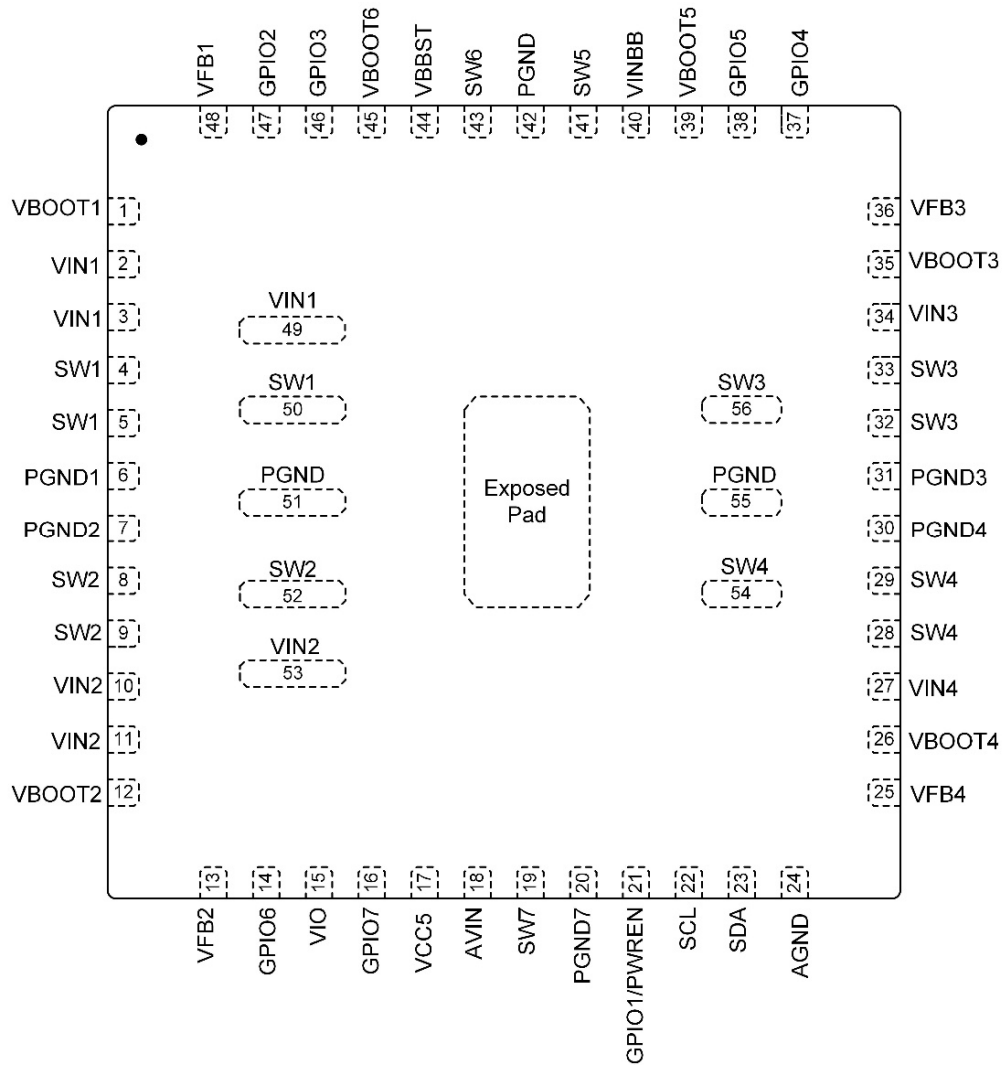 VFB1 GPIO2 GPIO3 VBOOT6 VBBST SW6 PGND SW5 VINBB VBOOT5 GPIO5 GPIO4
48 47 46 45 44 43 42 41 40 39 38 37
VBOOT1 1 36 VFB3
VIN1 2 35 VBOOT3
VIN1 3 34 VIN3
VIN1
49
SW1 4 33 SW3
SW1 SW3
50 56
SW1 5 32 SW3
PGND1 6 31 PGND3
PGND PGND
51 55
Exposed
Pad
PGND2 7 30 PGND4
SW2 8 29 SW4
SW2 SW4
52 54
SW2 9 28 SW4
VIN2
53
VIN2 10 27 VIN4
VIN2 11 26 VBOOT4
VBOOT2 12 25 VFB4
13 14 15 16 17 18 19 20 21 22 23 24
VFB2 GPIO6 VIO GPIO7 VCC5 AVIN SW7 PGND7 GPIO1/PWREN SCL SDA AGND